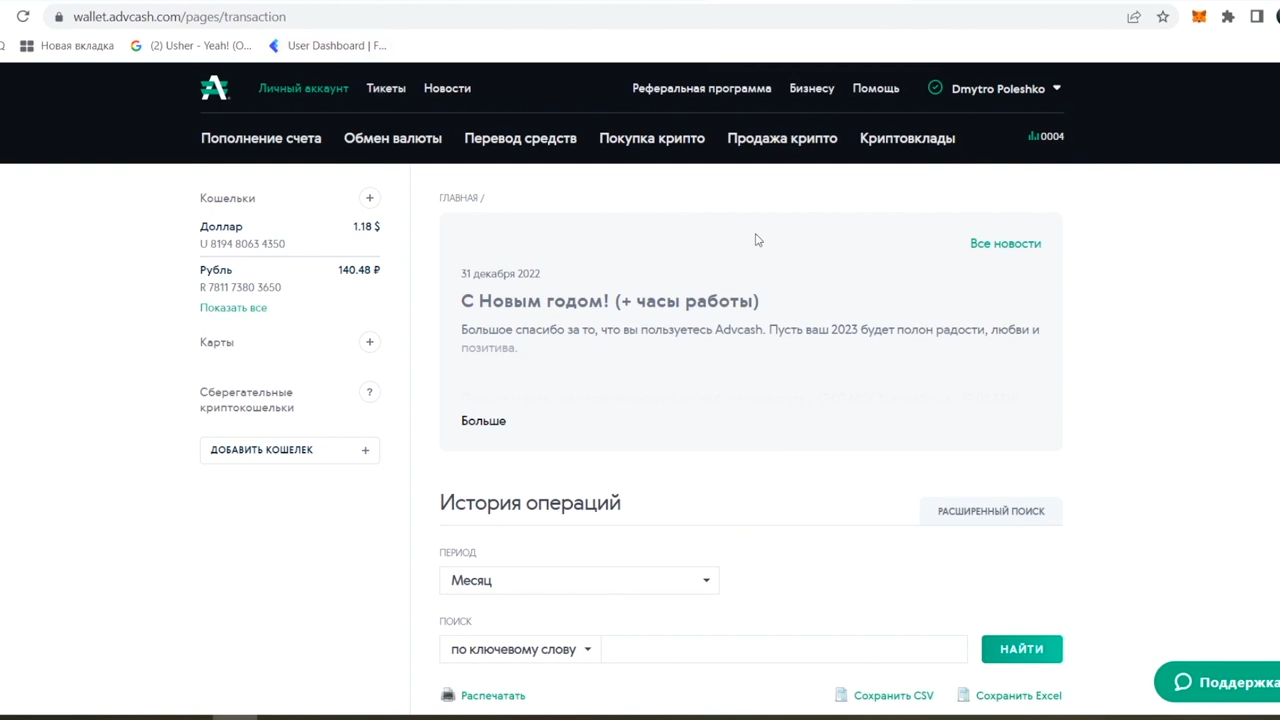 wallet.advcash.com/pages/transaction
Новая вкладка
(2) Usher - Yeah! (O...
User Dashboard | F...
Личный аккаунт
Тикеты
Новости
Реферальная программа
Бизнесу
Помощь
Dmytro Poleshko
Пополнение счета
Обмен валюты
Перевод средств
Покупка крипто
Продажа крипто
Криптовклады
0004
Кошельки
Доллар 1.18 $
U 8194 8063 4350
Рубль 140.48 ₽
R 7811 7380 3650
Показать все
Карты
Сберегательные
криптокошельки
?
ДОБАВИТЬ КОШЕЛЕК +
ГЛАВНАЯ /
Все новости
31 декабря 2022
С Новым годом! (+ часы работы)
Большое спасибо за то, что вы пользуетесь Advcash. Пусть ваш 2023 будет полон радости, любви и
позитива.
Больше
История операций
РАСШИРЕННЫЙ ПОИСК
ПЕРИОД
Месяц
ПОИСК
по ключевому слову
НАЙТИ
Распечатать
Сохранить CSV
Сохранить Excel
Поддержка